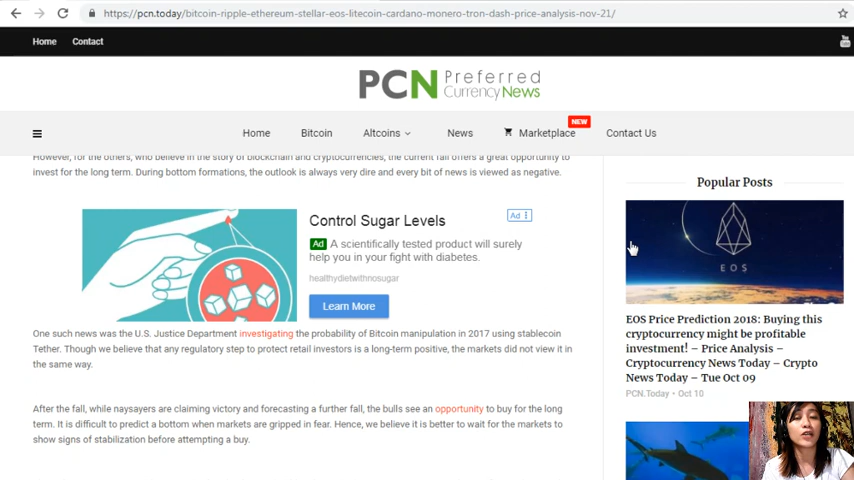 https://pcn.today/bitcoin-ripple-ethereum-stellar-eos-litecoin-cardano-monero-tron-dash-price-analysis-nov-21/
Home Contact
PCN Preferred
Currency News
NEW
Home Bitcoin Altcoins News Marketplace Contact Us
However, for the others, who believe in the story of blockchain and cryptocurrencies, the current fall offers a great opportunity to
invest for the long term. During bottom formations, the outlook is always very dire and every bit of news is viewed as negative.
Control Sugar Levels
Ad
Ad A scientifically tested product will surely
help you in your fight with diabetes.
healthydietwithnosugar
Learn More
One such news was the U.S. Justice Department investigating the probability of Bitcoin manipulation in 2017 using stablecoin
Tether. Though we believe that any regulatory step to protect retail investors is a long-term positive, the markets did not view it in
the same way.
After the fall, while naysayers are claiming victory and forecasting a further fall, the bulls see an opportunity to buy for the long
term. It is difficult to predict a bottom when markets are gripped in fear. Hence, we believe it is better to wait for the markets to
show signs of stabilization before attempting a buy.
Popular Posts
EOS
EOS Price Prediction 2018: Buying this
cryptocurrency might be profitable
investment! – Price Analysis –
Cryptocurrency News Today – Crypto
News Today – Tue Oct 09
PCN.Today • Oct 10